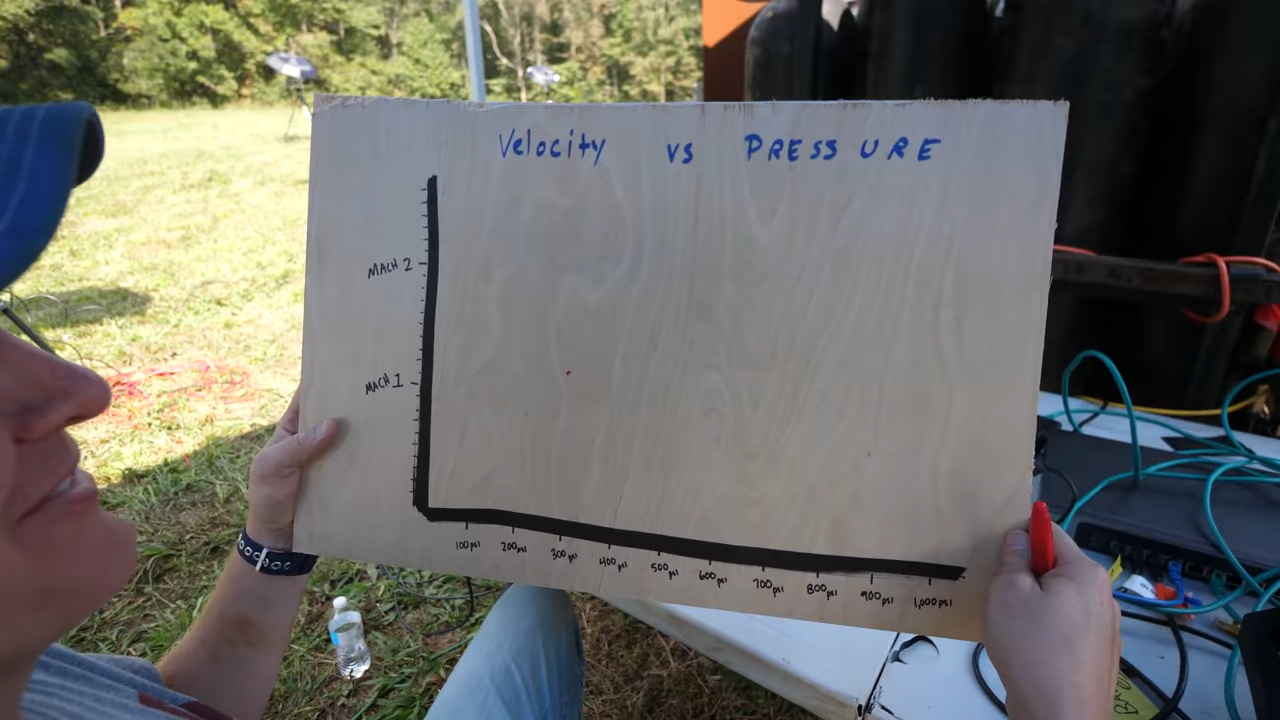 Velocity vs PRESSURE
MACH 2
MACH 1
100psi 200psi 300psi 400psi 500psi 600psi 700psi 800psi 900psi 1,000psi